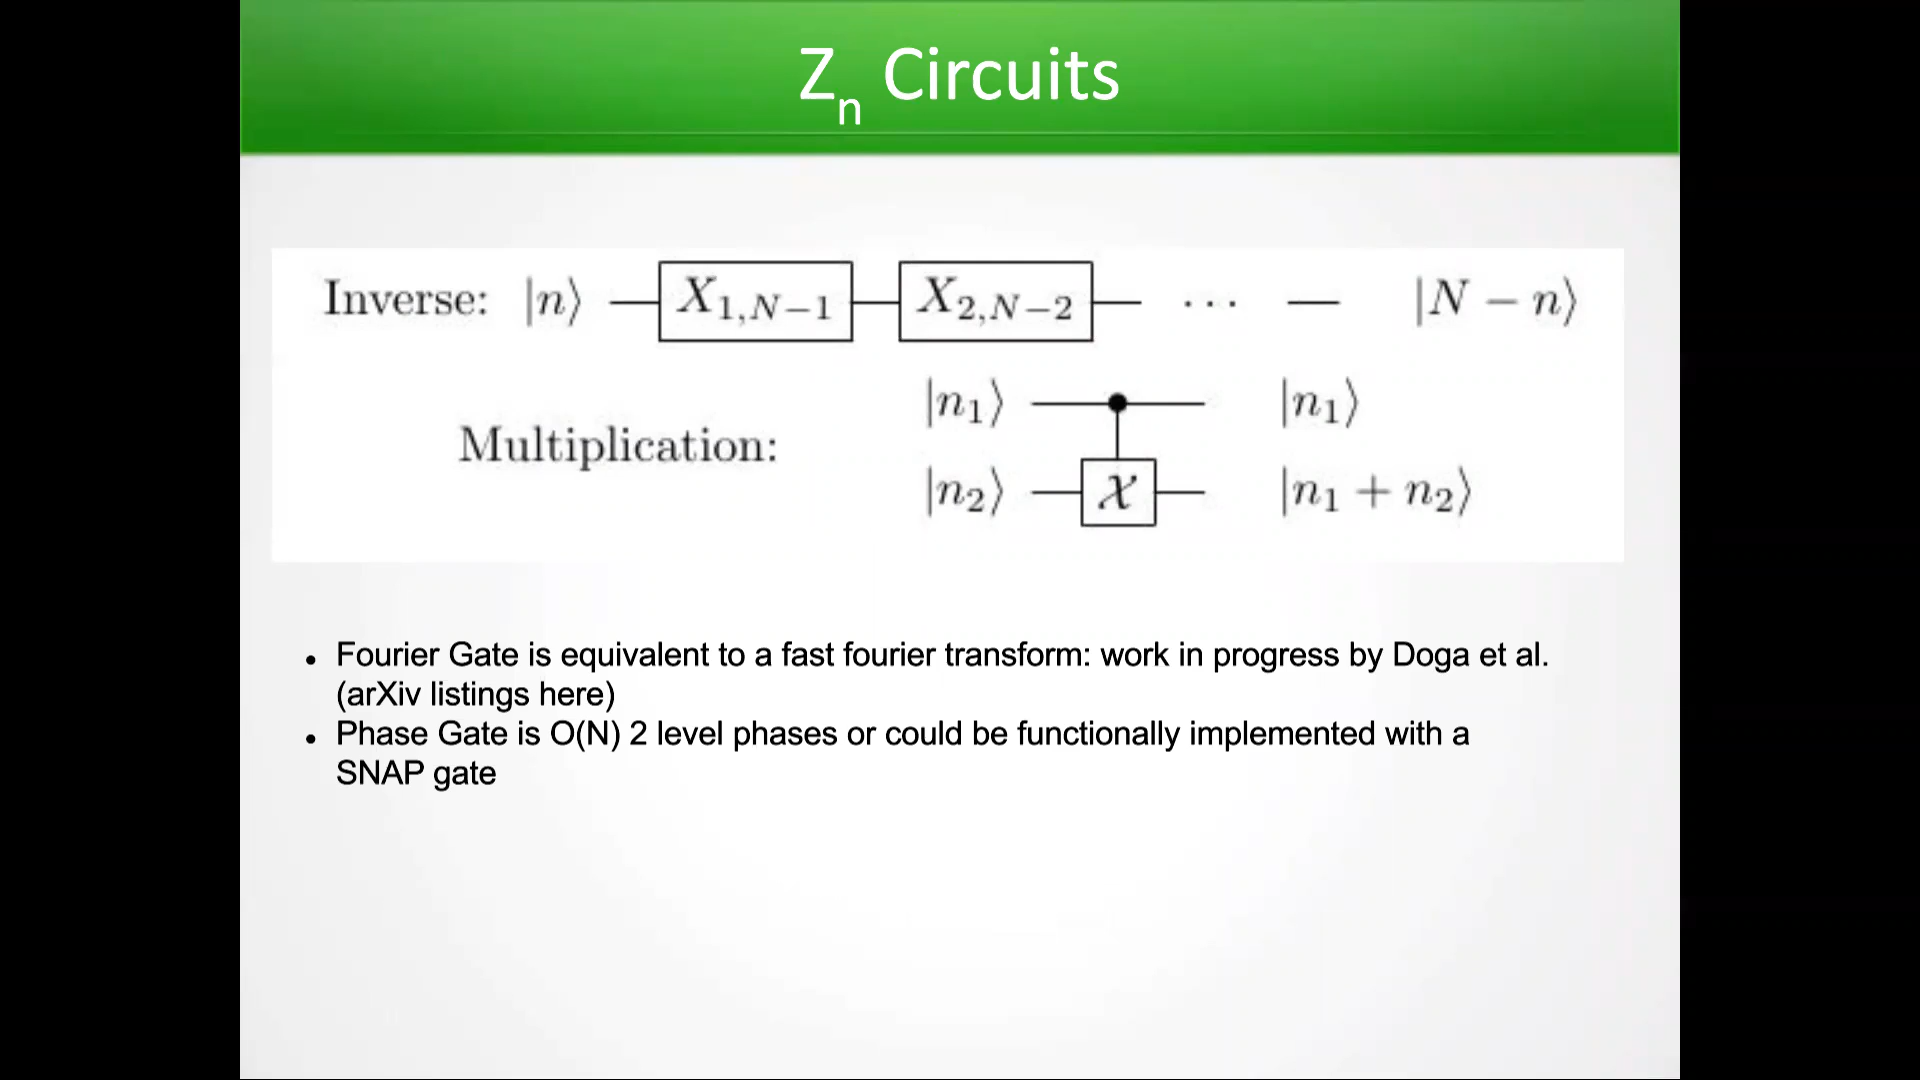 Zn Circuits
Inverse: |n⟩ X1,N−1 X2,N−2 ··· |N − n⟩
|n1⟩ |n1⟩
Multiplication:
|n2⟩ X |n1 + n2⟩
• Fourier Gate is equivalent to a fast fourier transform: work in progress by Doga et al.
(arXiv listings here)
• Phase Gate is O(N) 2 level phases or could be functionally implemented with a
SNAP gate